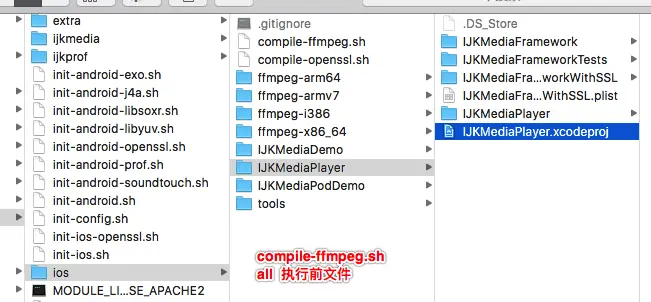 extra
ijkmedia
ijkprof
init-android-exo.sh
init-android-j4a.sh
init-android-libsoxr.sh
init-android-libyuv.sh
init-android-openssl.sh
init-android-prof.sh
init-android-soundtouch.sh
init-android.sh
init-config.sh
init-ios-openssl.sh
init-ios.sh
ios
MODULE_LI...SE_APACHE2
.gitignore
compile-ffmpeg.sh
compile-openssl.sh
ffmpeg-arm64
ffmpeg-armv7
ffmpeg-i386
ffmpeg-x86_64
IJKMediaDemo
IJKMediaPlayer
IJKMediaPodDemo
tools
compile-ffmpeg.sh
all 执行前文件
.DS_Store
IJKMediaFramework
IJKMediaFrameworkTests
IJKMediaFra...workWithSSL
IJKMediaFra...WithSSL.plist
IJKMediaPlayer
IJKMediaPlayer.xcodeproj